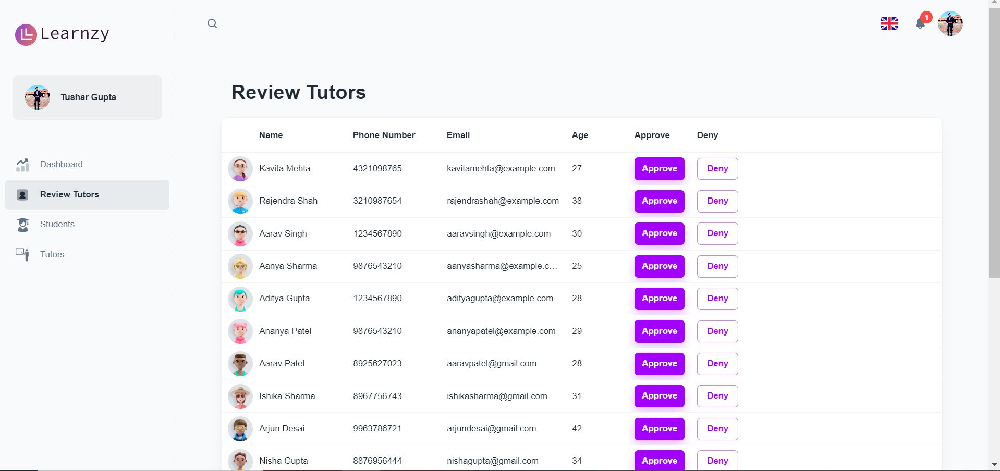 Learnzy
1
Tushar Gupta
Dashboard
Review Tutors
Students
Tutors
Review Tutors
Name Phone Number Email Age Approve Deny
Kavita Mehta 4321098765 kavitamehta@example.com 27 Approve Deny
Rajendra Shah 3210987654 rajendrashah@example.com 38 Approve Deny
Aarav Singh 1234567890 aaravsingh@example.com 30 Approve Deny
Aanya Sharma 9876543210 aanyasharma@example.c... 25 Approve Deny
Aditya Gupta 1234567890 adityagupta@example.com 28 Approve Deny
Ananya Patel 9876543210 ananyapatel@example.com 29 Approve Deny
Aarav Patel 8925627023 aaravpatel@gmail.com 28 Approve Deny
Ishika Sharma 8967756743 ishikasharma@gmail.com 31 Approve Deny
Arjun Desai 9963786721 arjundesai@gmail.com 42 Approve Deny
Nisha Gupta 8876956444 nishagupta@gmail.com 34 Approve Deny